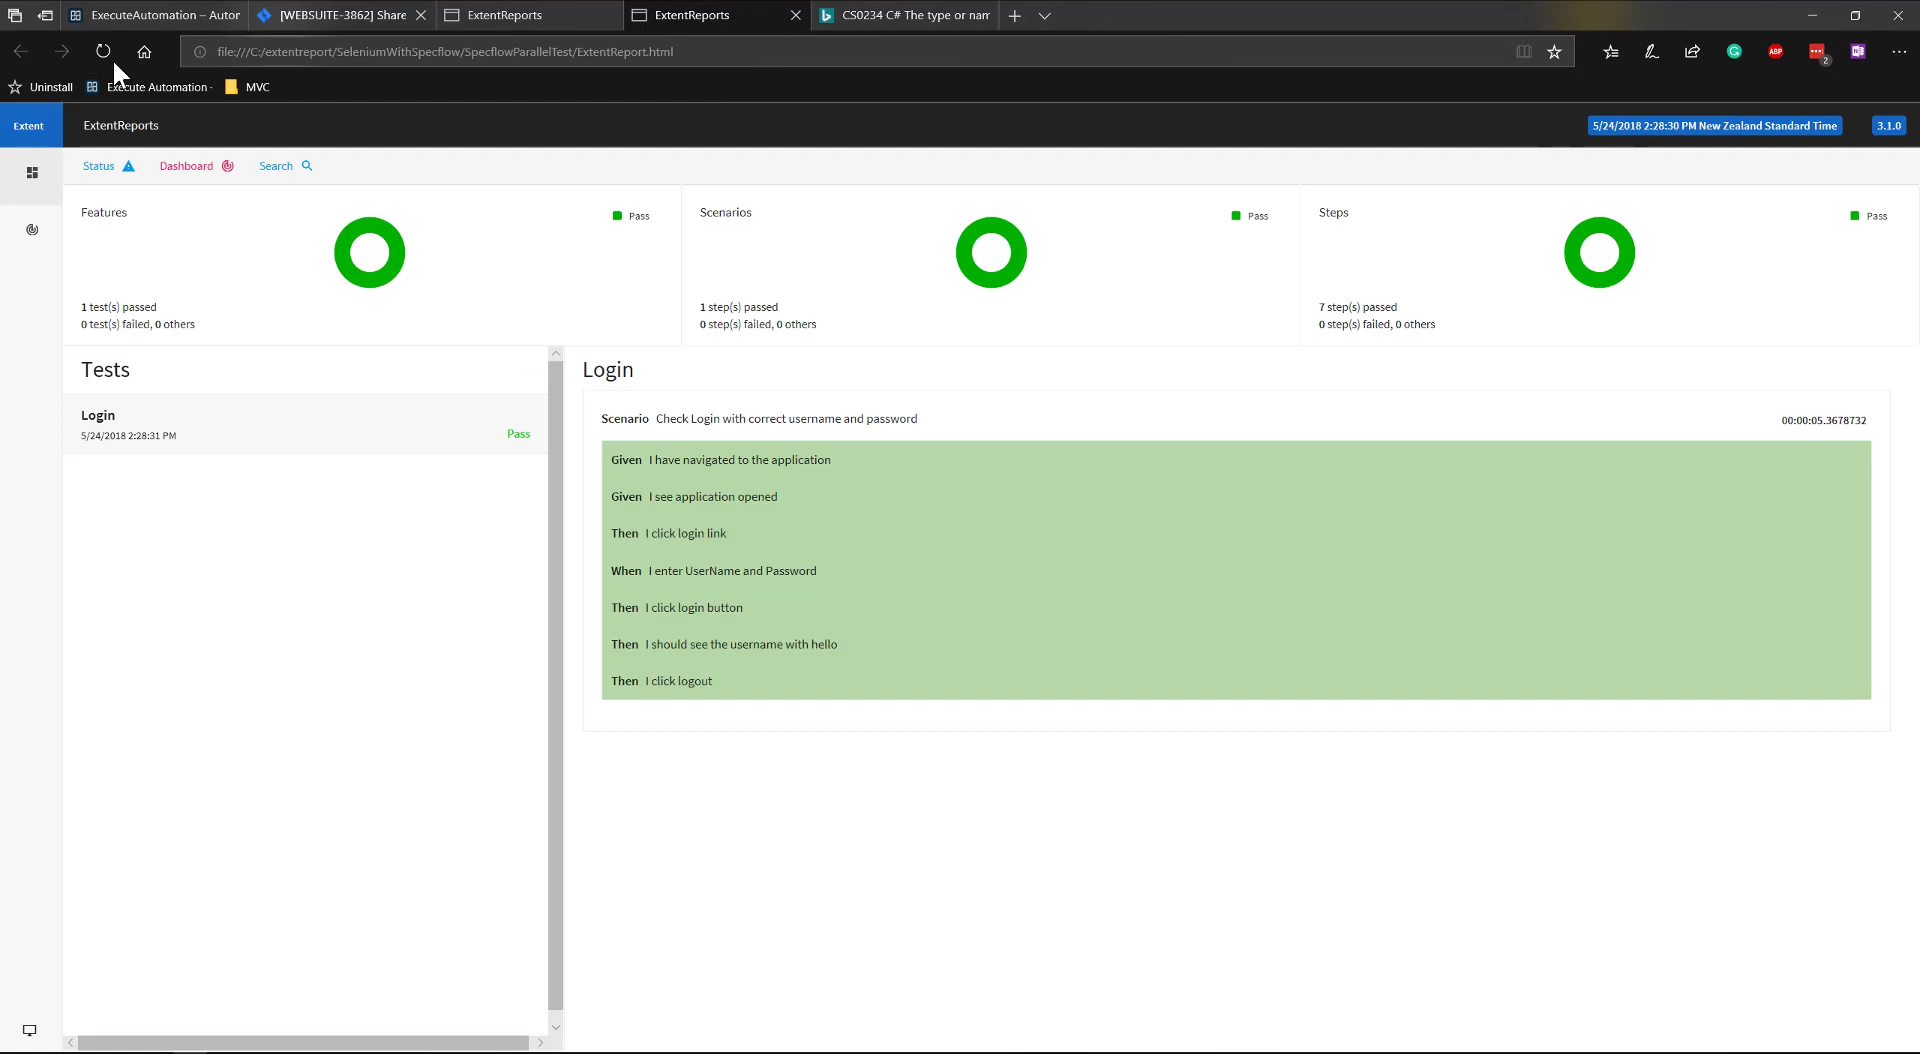 ExecuteAutomation – Autor
[WEBSUITE-3862] Share
ExtentReports
ExtentReports
CS0234 C# The type or nam
file:///C:/extentreport/SeleniumWithSpecflow/SpecflowParallelTest/ExtentReport.html
ABP
2
Uninstall
Execute Automation -
MVC
Extent
ExtentReports
5/24/2018 2:28:30 PM New Zealand Standard Time
3.1.0
Status
Dashboard
Search
Features
Pass
1 test(s) passed
0 test(s) failed, 0 others
Scenarios
Pass
1 step(s) passed
0 step(s) failed, 0 others
Steps
Pass
7 step(s) passed
0 step(s) failed, 0 others
Tests
Login
5/24/2018 2:28:31 PM
Pass
Login
Scenario Check Login with correct username and password
00:00:05.3678732
Given I have navigated to the application
Given I see application opened
Then I click login link
When I enter UserName and Password
Then I click login button
Then I should see the username with hello
Then I click logout